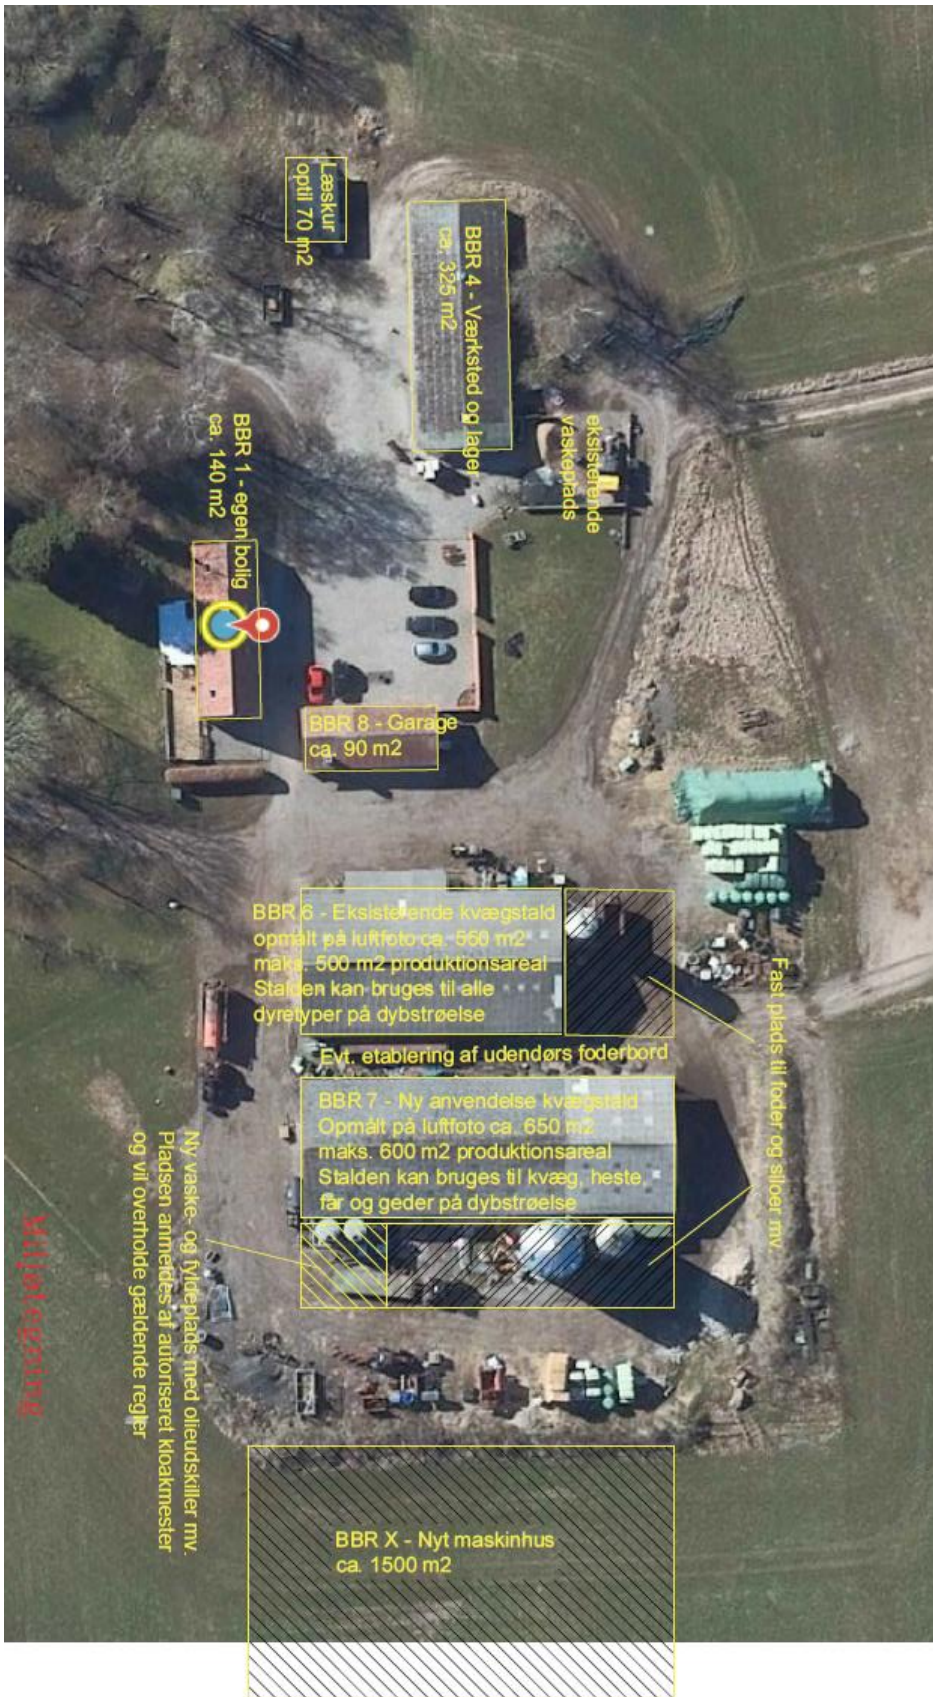 Læskur
optil 70 m2
BBR 4 - Værksted og lager
ca. 325 m2
eksisterende
vaskeplads
BBR 1 - egen bolig
ca. 140 m2
BBR 8 - Garage
ca. 90 m2
BBR 6 - Eksisterende kvægstald
opmålt på luftfoto ca. 550 m2
maks. 500 m2 produktionsareal
Stalden kan bruges til alle
dyretyper på dybstrøelse
Fast plads til foder og siloer mv.
Evt. etablering af udendørs foderbord
BBR 7 - Ny anvendelse kvægstald
Opmålt på luftfoto ca. 650 m2
maks. 600 m2 produktionsareal
Stalden kan bruges til kvæg, heste,
får og geder på dybstrøelse
Ny vaske- og fyldeplads med olieudskiller mv.
Pladsen anmeldes af autoriseret kloakmester
og vil overholde gældende regler
Miljøtegning
BBR X - Nyt maskinhus
ca. 1500 m2